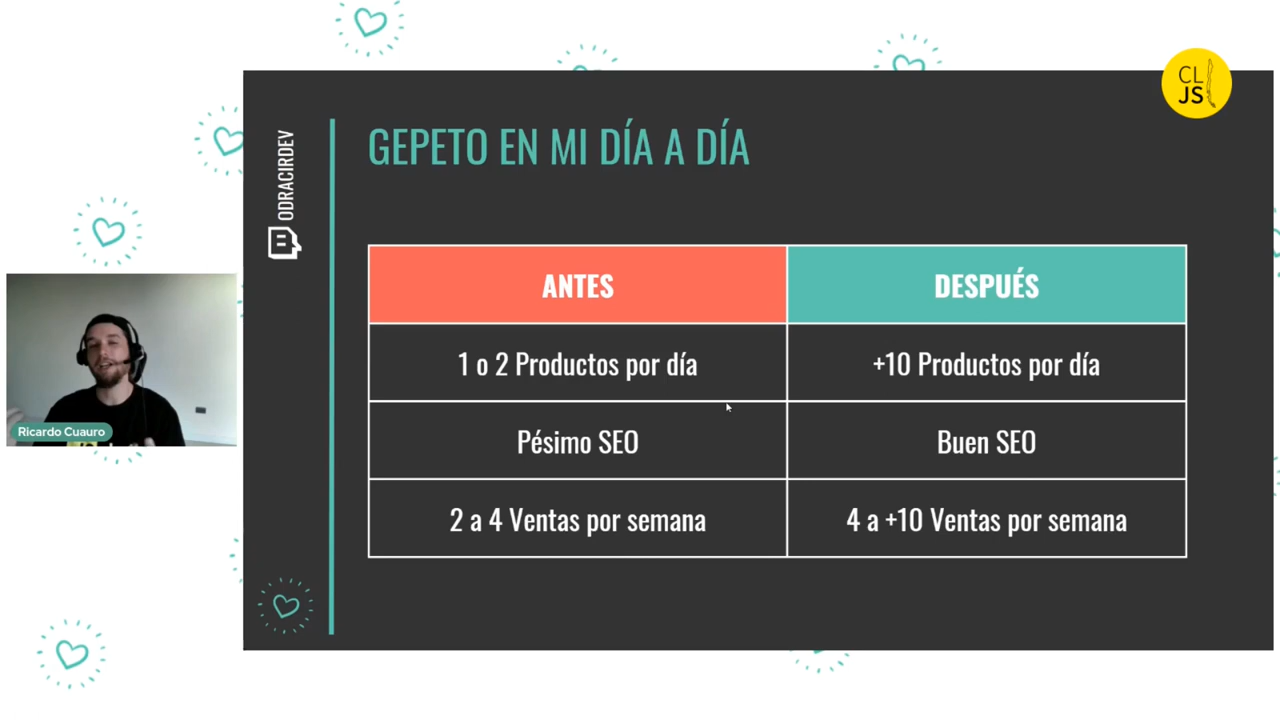 CL
JS
ODRACIRDEV
GEPETO EN MI DÍA A DÍA
ANTES
DESPUÉS
1 o 2 Productos por día
+10 Productos por día
Pésimo SEO
Buen SEO
2 a 4 Ventas por semana
4 a +10 Ventas por semana
Ricardo Cuauro